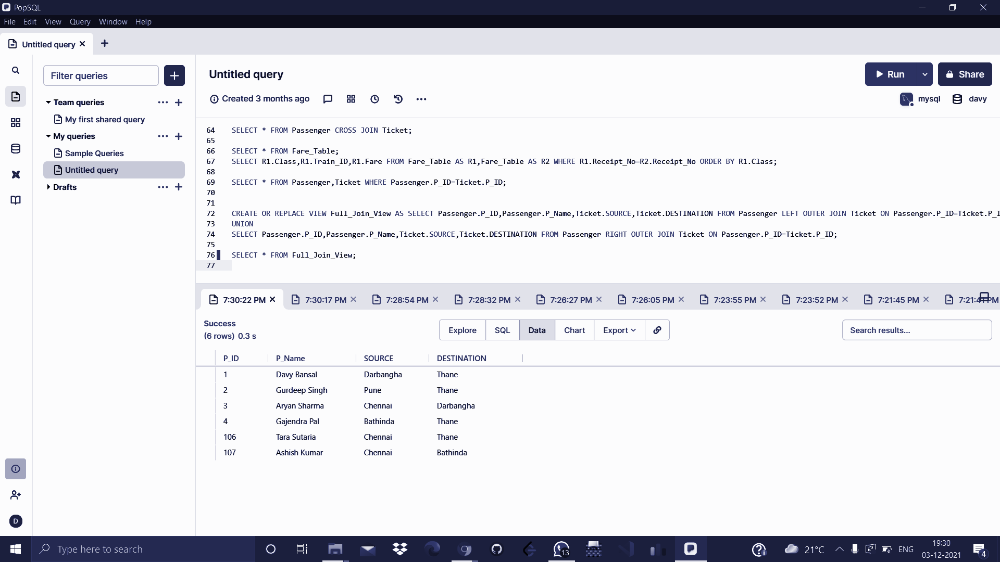 PopSQL
File Edit View Query Window Help
Untitled query
Filter queries
Team queries
My first shared query
My queries
Sample Queries
Untitled query
Drafts
D
Untitled query
Run
Share
Created 3 months ago
mysql
davy
64 SELECT * FROM Passenger CROSS JOIN Ticket;
65
66 SELECT * FROM Fare_Table;
67 SELECT R1.Class,R1.Train_ID,R1.Fare FROM Fare_Table AS R1,Fare_Table AS R2 WHERE R1.Receipt_No=R2.Receipt_No ORDER BY R1.Class;
68
69 SELECT * FROM Passenger,Ticket WHERE Passenger.P_ID=Ticket.P_ID;
70
71
72 CREATE OR REPLACE VIEW Full_Join_View AS SELECT Passenger.P_ID,Passenger.P_Name,Ticket.SOURCE,Ticket.DESTINATION FROM Passenger LEFT OUTER JOIN Ticket ON Passenger.P_ID=Ticket.P_I
73 UNION
74 SELECT Passenger.P_ID,Passenger.P_Name,Ticket.SOURCE,Ticket.DESTINATION FROM Passenger RIGHT OUTER JOIN Ticket ON Passenger.P_ID=Ticket.P_ID;
75
76 SELECT * FROM Full_Join_View;
77
7:30:22 PM 7:30:17 PM 7:28:54 PM 7:28:32 PM 7:26:27 PM 7:26:05 PM 7:23:55 PM 7:23:52 PM 7:21:45 PM
Success
(6 rows) 0.3 s
Explore SQL Data Chart Export
Search results...
P_ID P_Name SOURCE DESTINATION
1 Davy Bansal Darbangha Thane
2 Gurdeep Singh Pune Thane
3 Aryan Sharma Chennai Darbangha
4 Gajendra Pal Bathinda Thane
106 Tara Sutaria Chennai Thane
107 Ashish Kumar Chennai Bathinda
Type here to search
13
21°C
ENG
19:30
03-12-2021
4